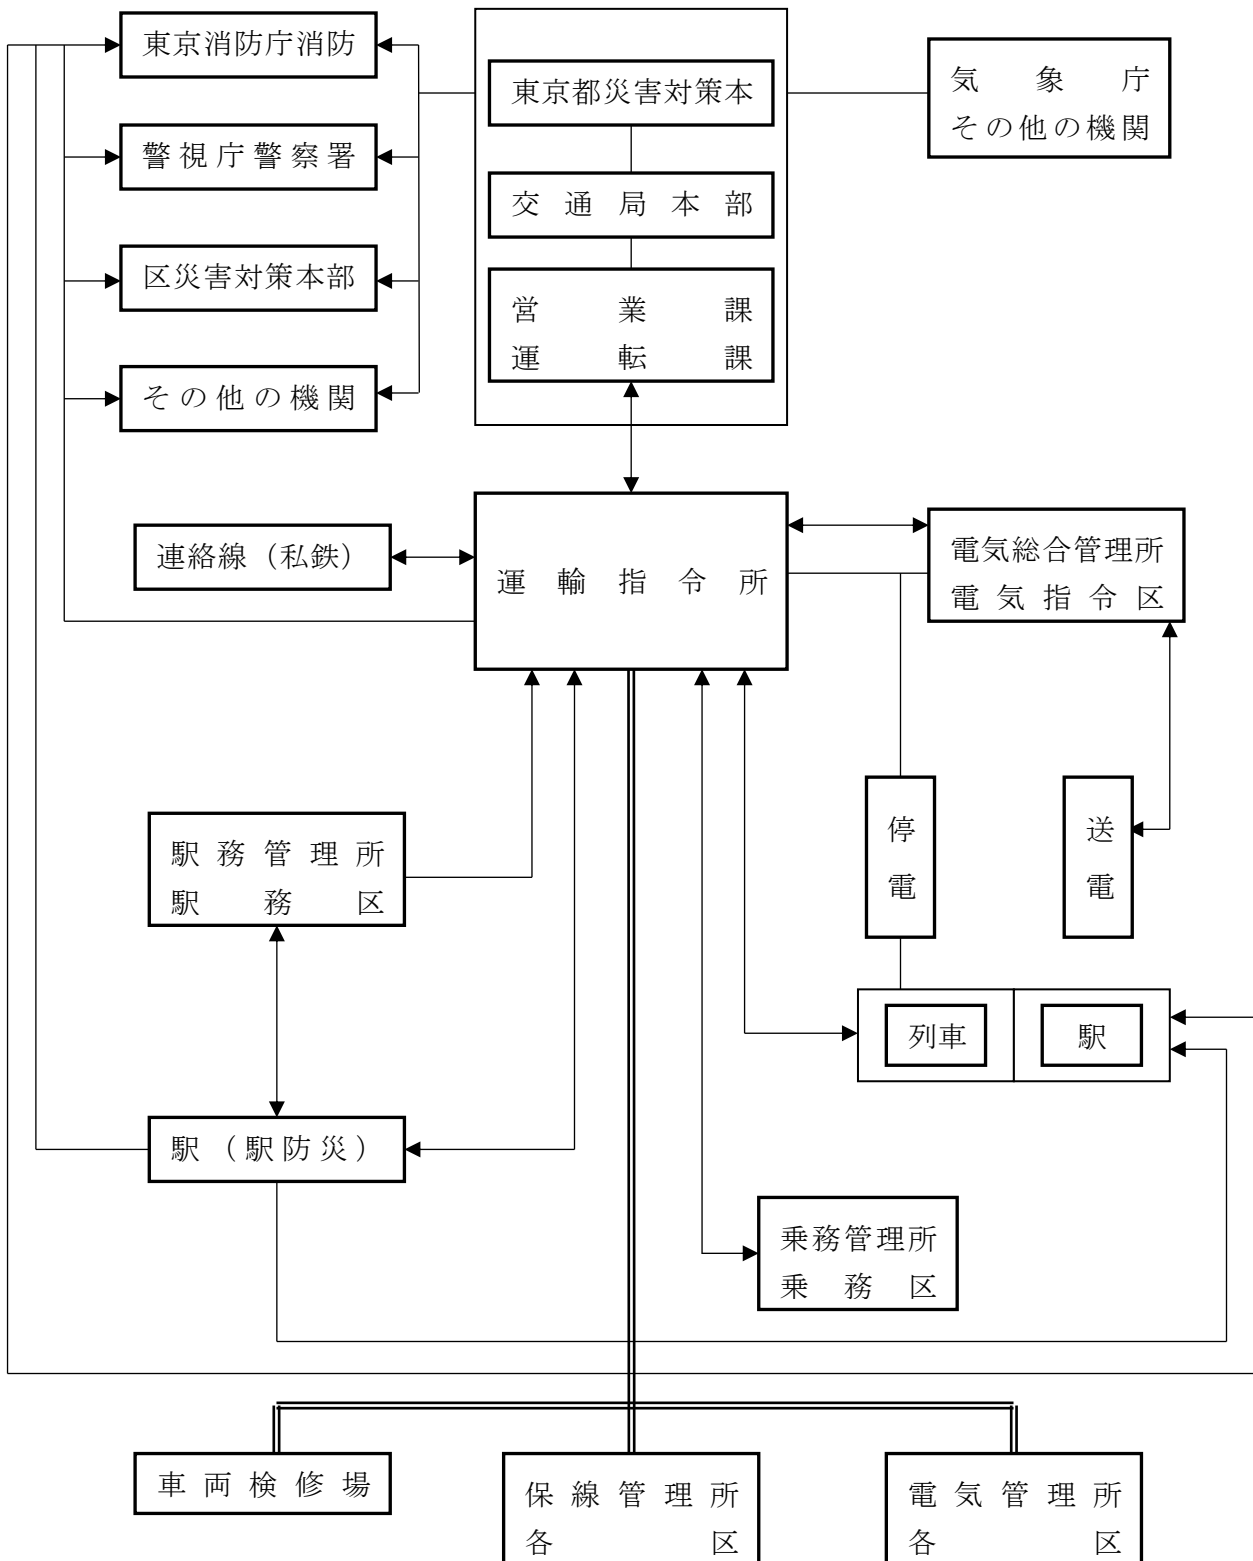 東京消防庁消防
警視庁警察署
区災害対策本部
その他の機関
東京都災害対策本
交通局本部
営業課
運転課
気象庁
その他の機関
連絡線（私鉄）
運輸指令所
電気総合管理所
電気指令区
駅務管理所
駅務区
停電
送電
列車
駅
駅（駅防災）
乗務管理所
乗務区
車両検修場
保線管理所
各区
電気管理所
各区